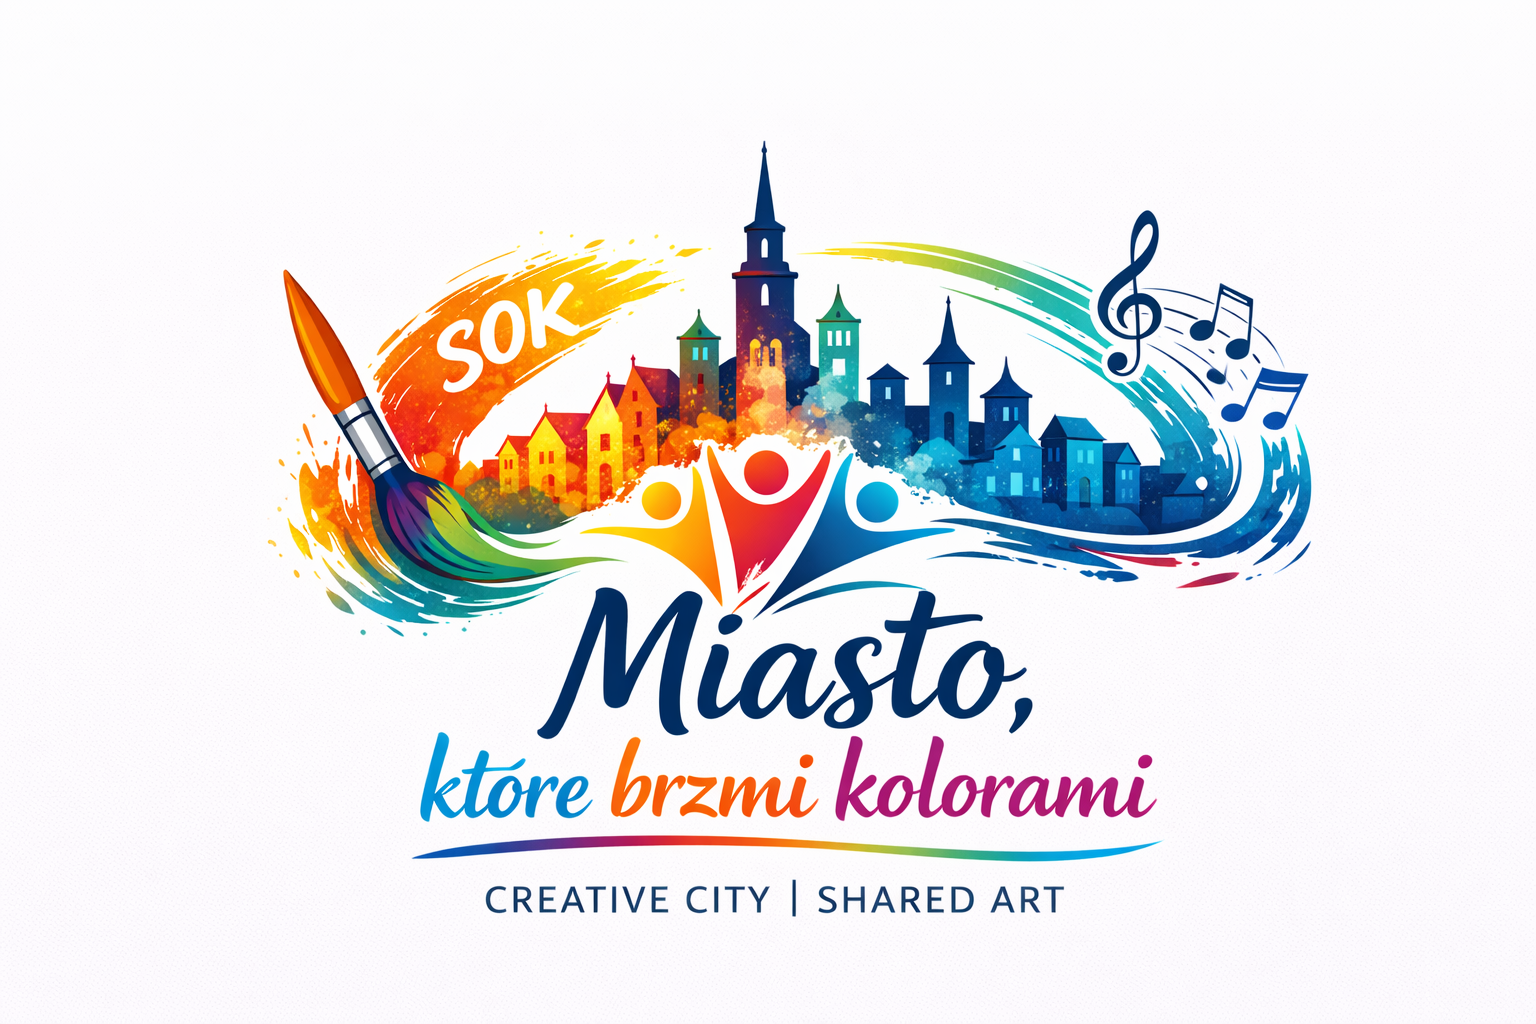 SOK
Miasto,
które brzmi kolorami
CREATIVE CITY | SHARED ART